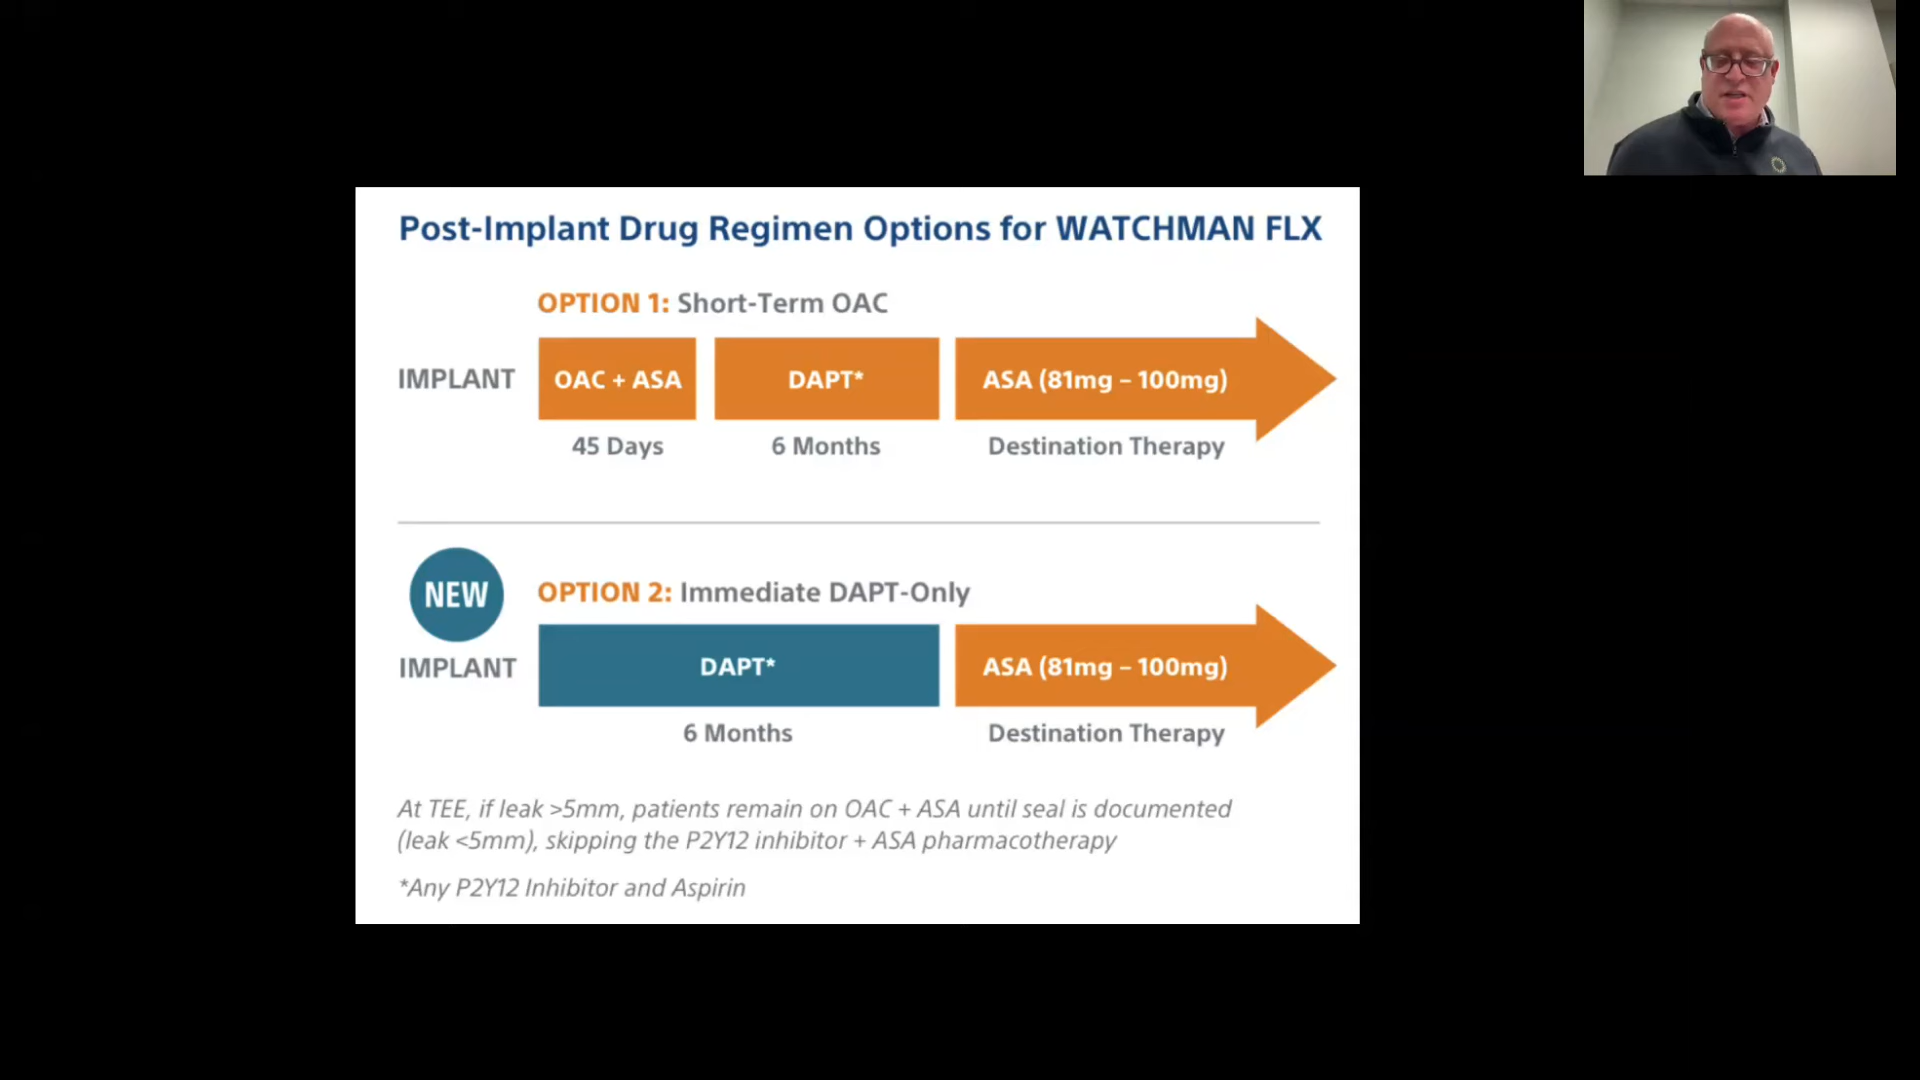 Post-Implant Drug Regimen Options for WATCHMAN FLX
OPTION 1: Short-Term OAC
IMPLANT
OAC + ASA
DAPT*
ASA (81mg – 100mg)
45 Days
6 Months
Destination Therapy
NEW
OPTION 2: Immediate DAPT-Only
IMPLANT
DAPT*
ASA (81mg – 100mg)
6 Months
Destination Therapy
At TEE, if leak >5mm, patients remain on OAC + ASA until seal is documented
(leak <5mm), skipping the P2Y12 inhibitor + ASA pharmacotherapy
*Any P2Y12 Inhibitor and Aspirin